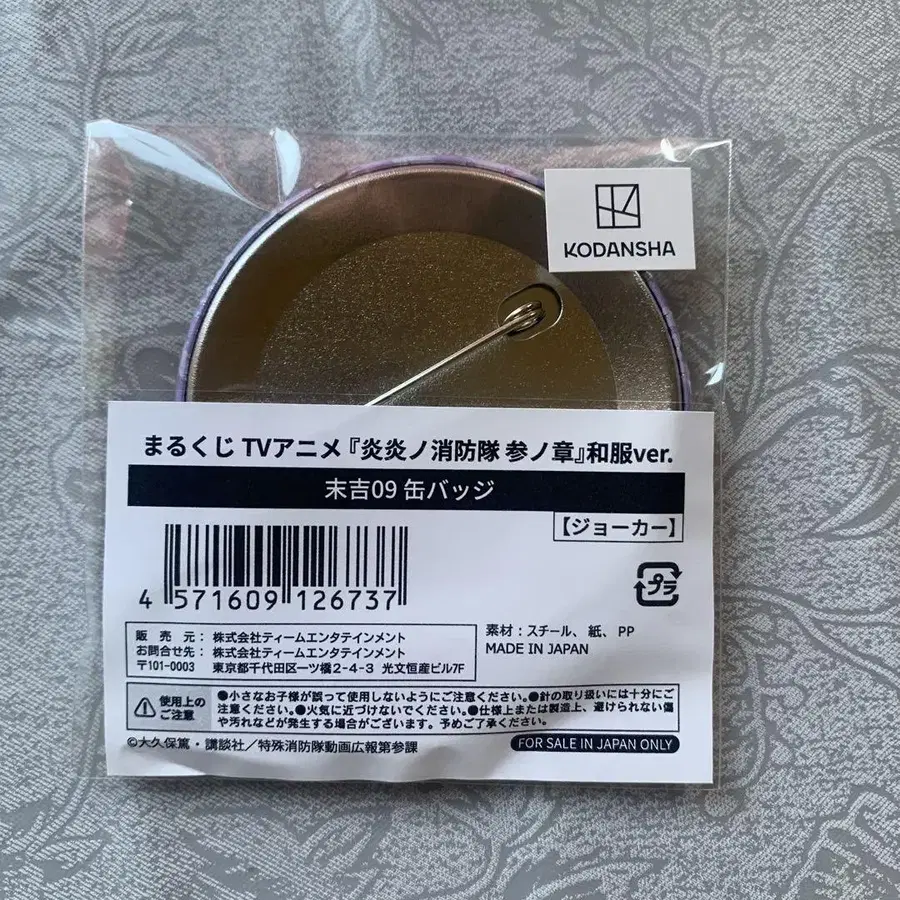 KODANSHA
まるくじ TVアニメ『炎炎ノ消防隊 参ノ章』和服ver.
末吉09 缶バッジ
【ジョーカー】
4 571609 126737
プラ
販売元：株式会社ティームエンタテインメント
お問合せ先：株式会社ティームエンタテインメント
〒101-0003 東京都千代田区一ツ橋2-4-3 光文恒産ビル7F
素材：スチール、紙、PP
MADE IN JAPAN
使用上の
ご注意
●小さなお子様が誤って使用しないようにご注意ください。●針の取り扱いには十分にご
注意ください。●火気に近づけないでください。●仕様上または製造上、避けられない傷
や汚れなどが発生する場合がございます。予めご了承ください。
©大久保篤・講談社／特殊消防隊動画広報第参課
FOR SALE IN JAPAN ONLY